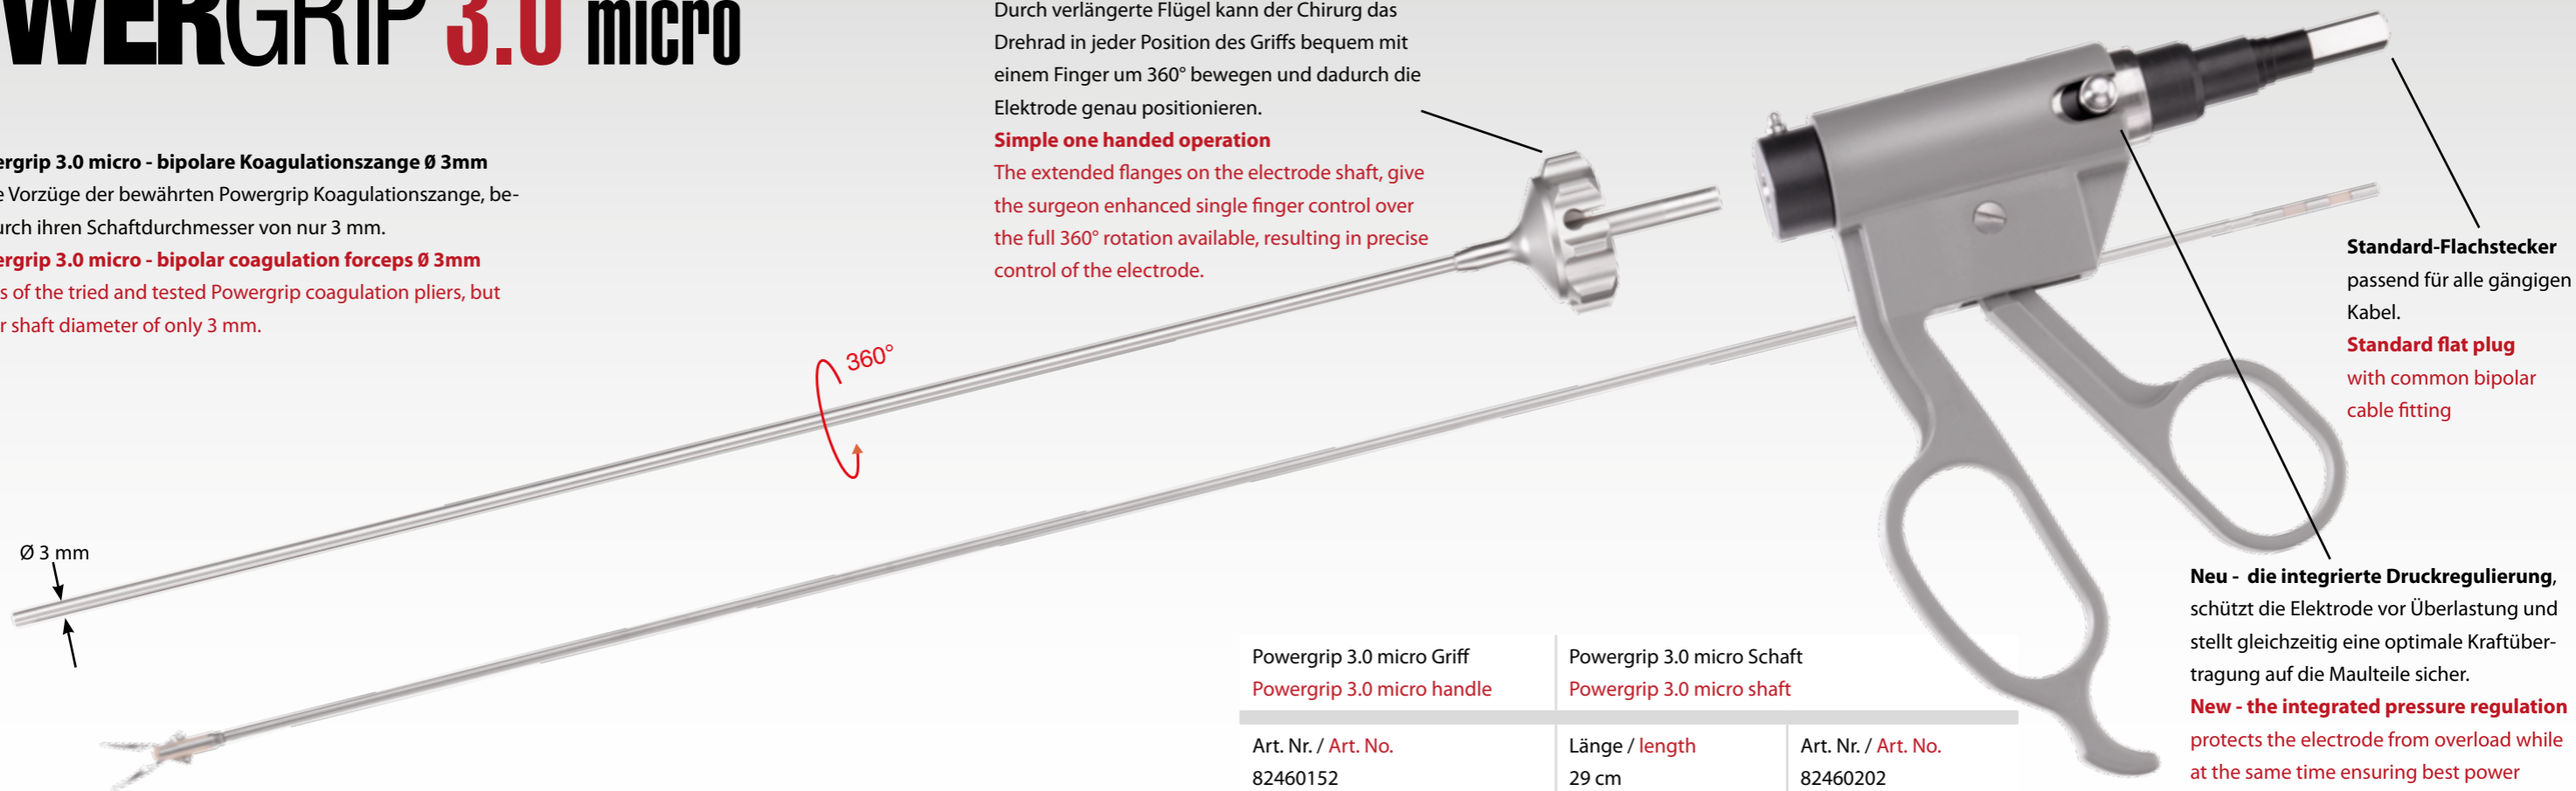 WERGRIP 3.0 micro
ergrip 3.0 micro - bipolare Koagulationszange Ø 3mm
e Vorzüge der bewährten Powergrip Koagulationszange, be-
urch ihren Schaftdurchmesser von nur 3 mm.
ergrip 3.0 micro - bipolar coagulation forceps Ø 3mm
s of the tried and tested Powergrip coagulation pliers, but
r shaft diameter of only 3 mm.
Durch verlängerte Flügel kann der Chirurg das
Drehrad in jeder Position des Griffs bequem mit
einem Finger um 360° bewegen und dadurch die
Elektrode genau positionieren.
Simple one handed operation
The extended flanges on the electrode shaft, give
the surgeon enhanced single finger control over
the full 360° rotation available, resulting in precise
control of the electrode.
360°
Ø 3 mm
Standard-Flachstecker
passend für alle gängigen
Kabel.
Standard flat plug
with common bipolar
cable fitting
Neu - die integrierte Druckregulierung,
schützt die Elektrode vor Überlastung und
stellt gleichzeitig eine optimale Kraftüber-
tragung auf die Maulteile sicher.
New - the integrated pressure regulation
protects the electrode from overload while
at the same time ensuring best power
Powergrip 3.0 micro Griff
Powergrip 3.0 micro handle
Powergrip 3.0 micro Schaft
Powergrip 3.0 micro shaft
Art. Nr. / Art. No.
82460152
Länge / length
29 cm
Art. Nr. / Art. No.
82460202